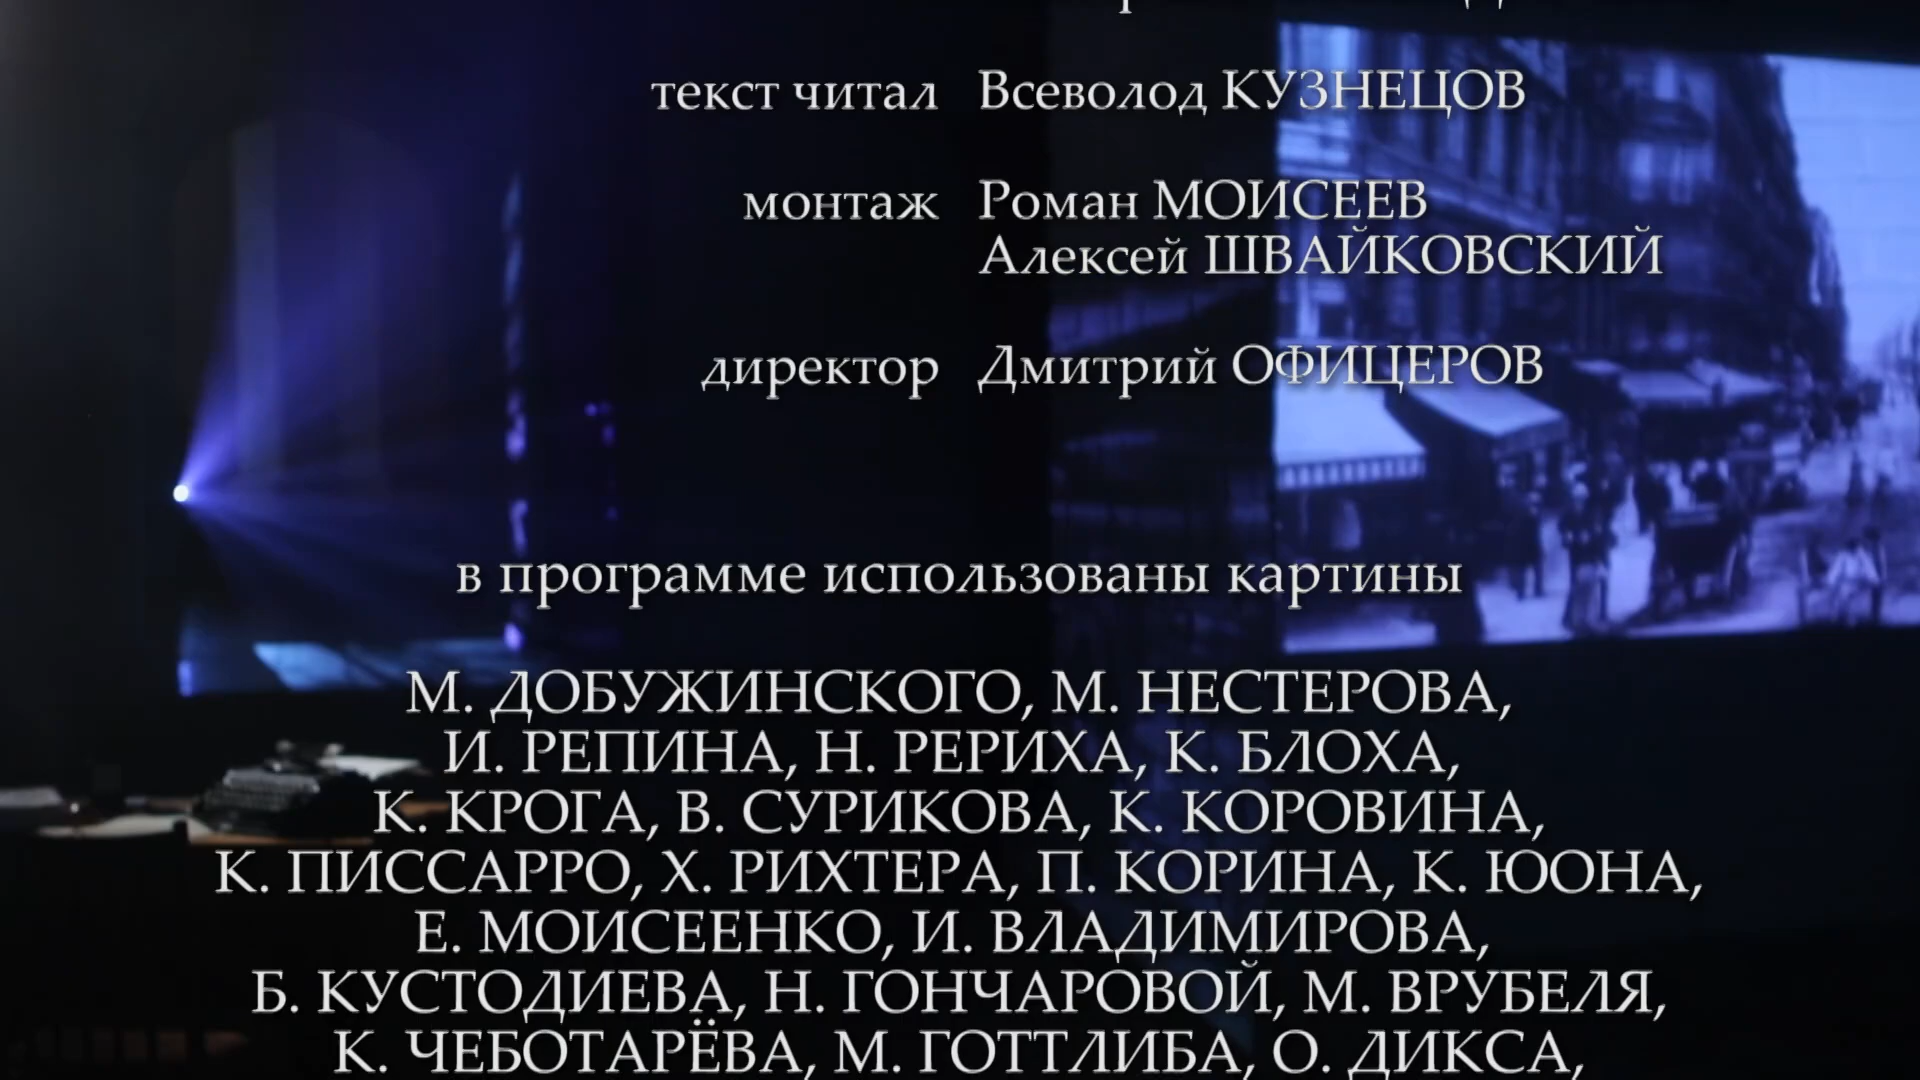 текст читал Всеволод КУЗНЕЦОВ
монтаж Роман МОИСЕЕВ
Алексей ШВАЙКОВСКИЙ
директор Дмитрий ОФИЦЕРОВ
в программе использованы картины
М. ДОБУЖИНСКОГО, М. НЕСТЕРОВА,
И. РЕПИНА, Н. РЕРИХА, К. БЛОХА,
К. КРОГА, В. СУРИКОВА, К. КОРОВИНА,
К. ПИССАРРО, Х. РИХТЕРА, П. КОРИНА, К. ЮОНА,
Е. МОИСЕЕНКО, И. ВЛАДИМИРОВА,
Б. КУСТОДИЕВА, Н. ГОНЧАРОВОЙ, М. ВРУБЕЛЯ,
К. ЧЕБОТАРЁВА, М. ГОТТЛИБА, О. ДИКСА,